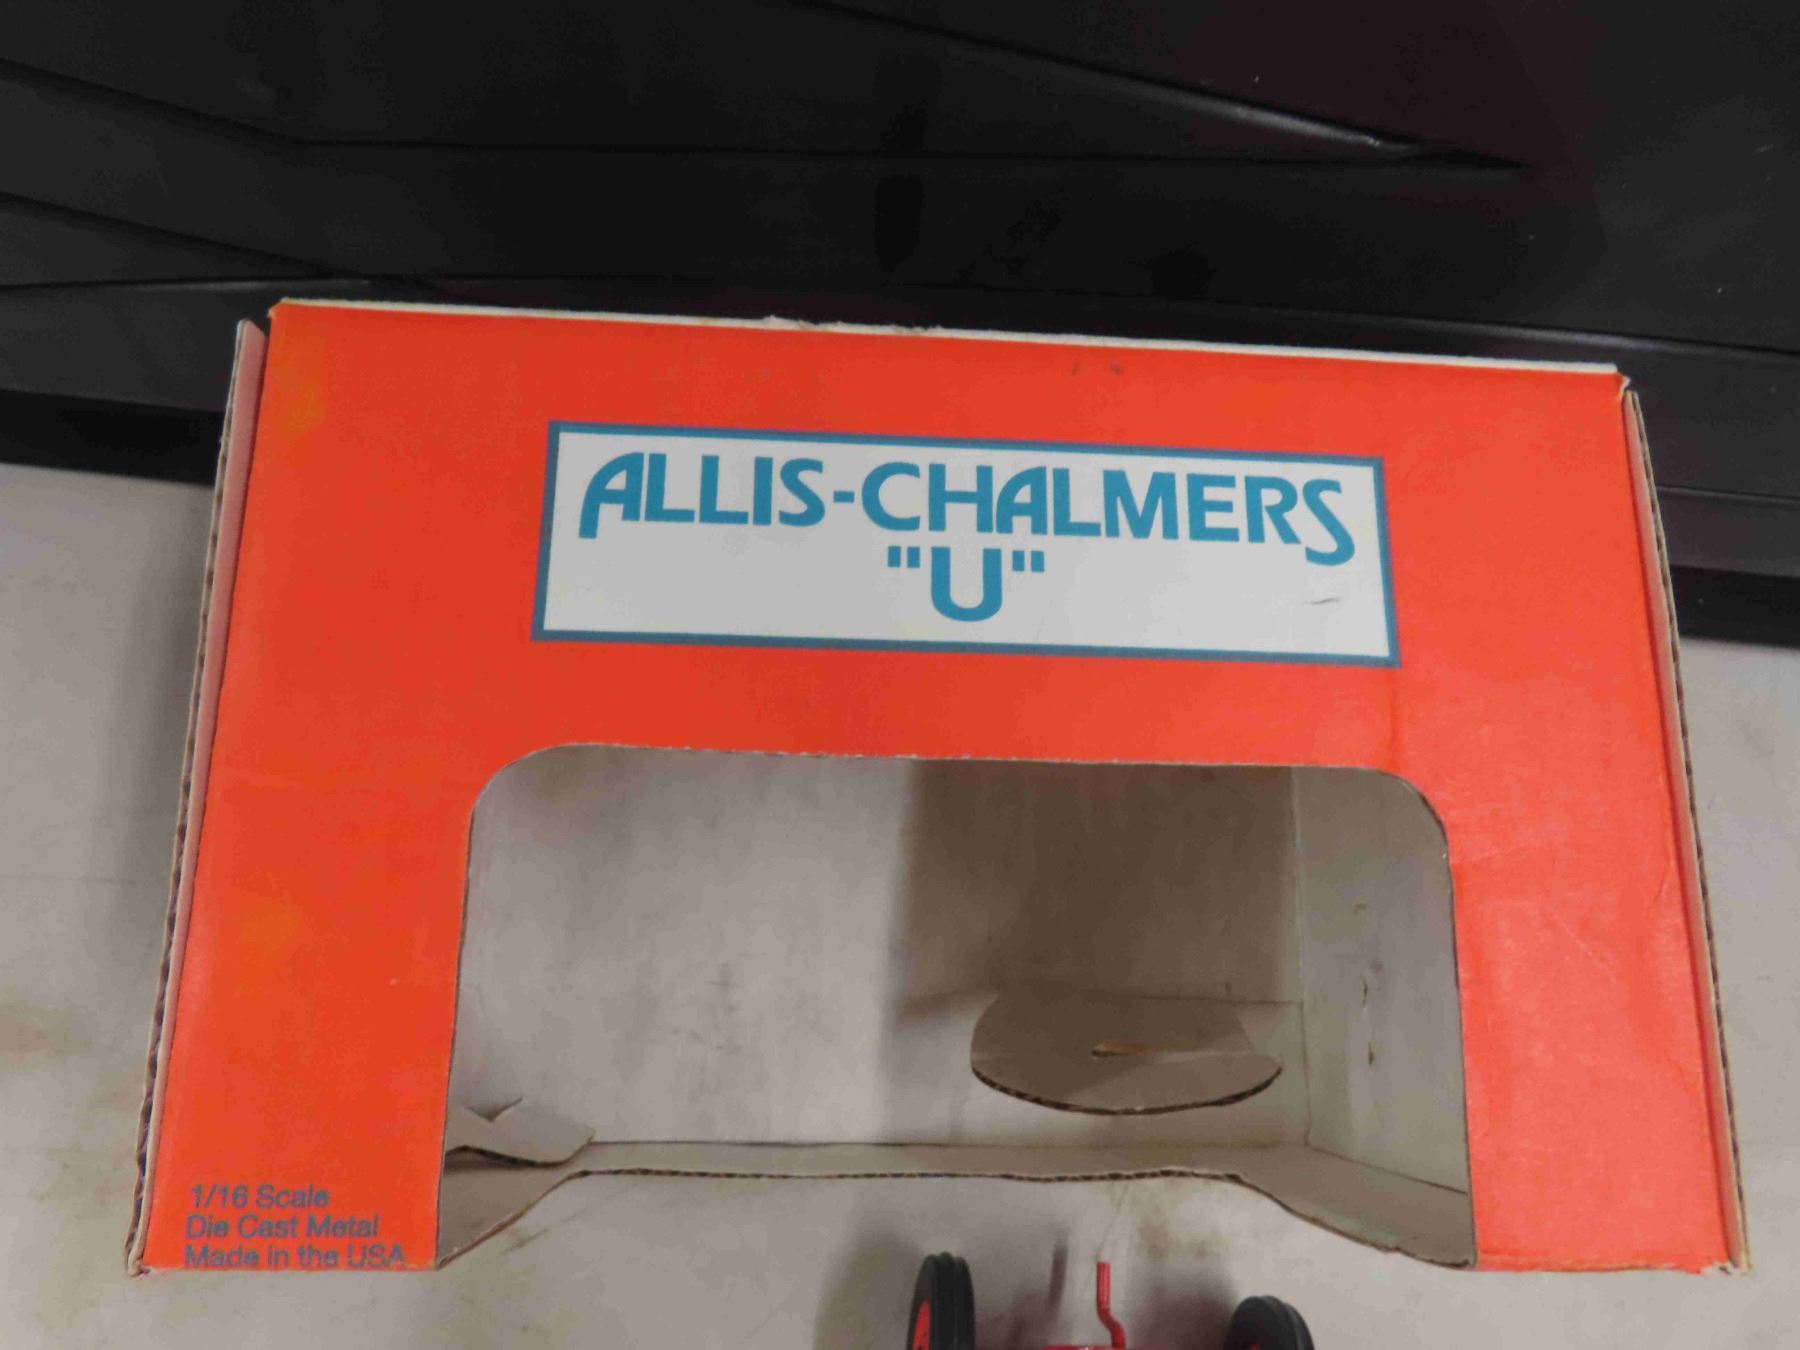 ALLIS-CHALMERS
"U"
1/16 Scale
Die Cast Metal
Made in the USA